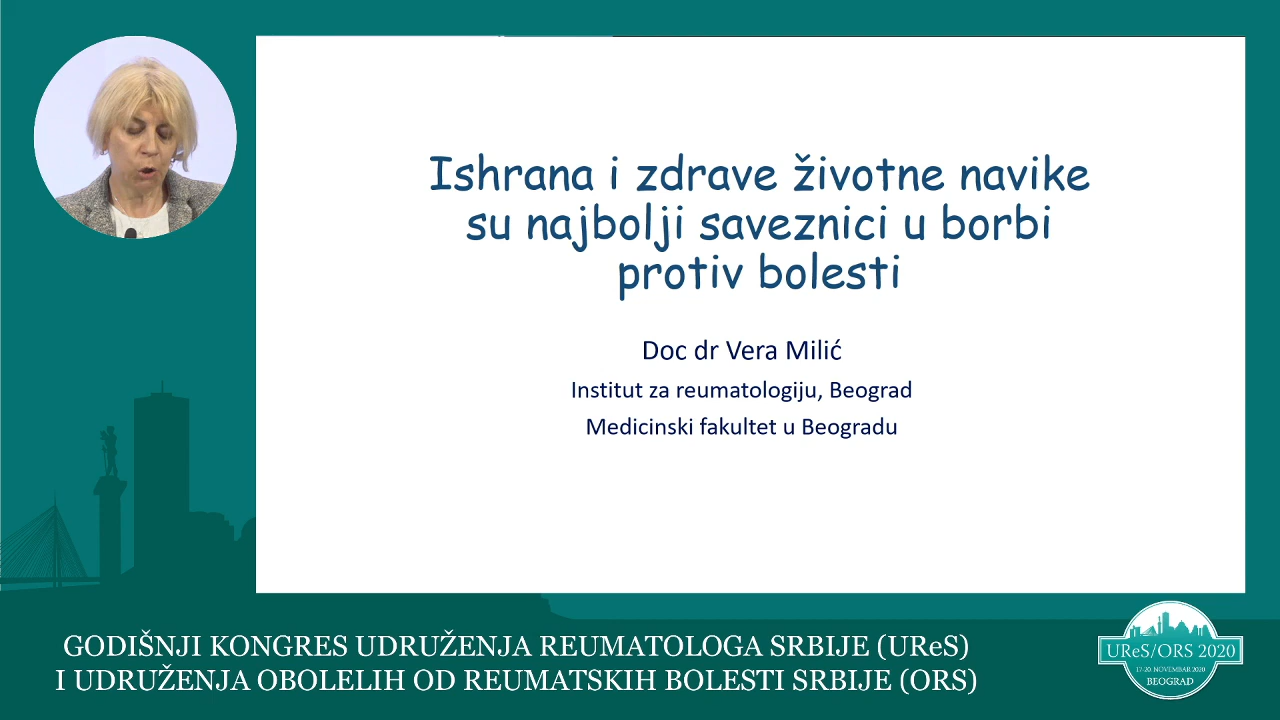 Ishrana i zdrave životne navike
su najbolji saveznici u borbi
protiv bolesti
Doc dr Vera Milić
Institut za reumatologiju, Beograd
Medicinski fakultet u Beogradu
GODIŠNJI KONGRES UDRUŽENJA REUMATOLOGA SRBIJE (UReS)
I UDRUŽENJA OBOLELIH OD REUMATSKIH BOLESTI SRBIJE (ORS)
UReS/ORS 2020
17-20. NOVEMBAR 2020
BEOGRAD